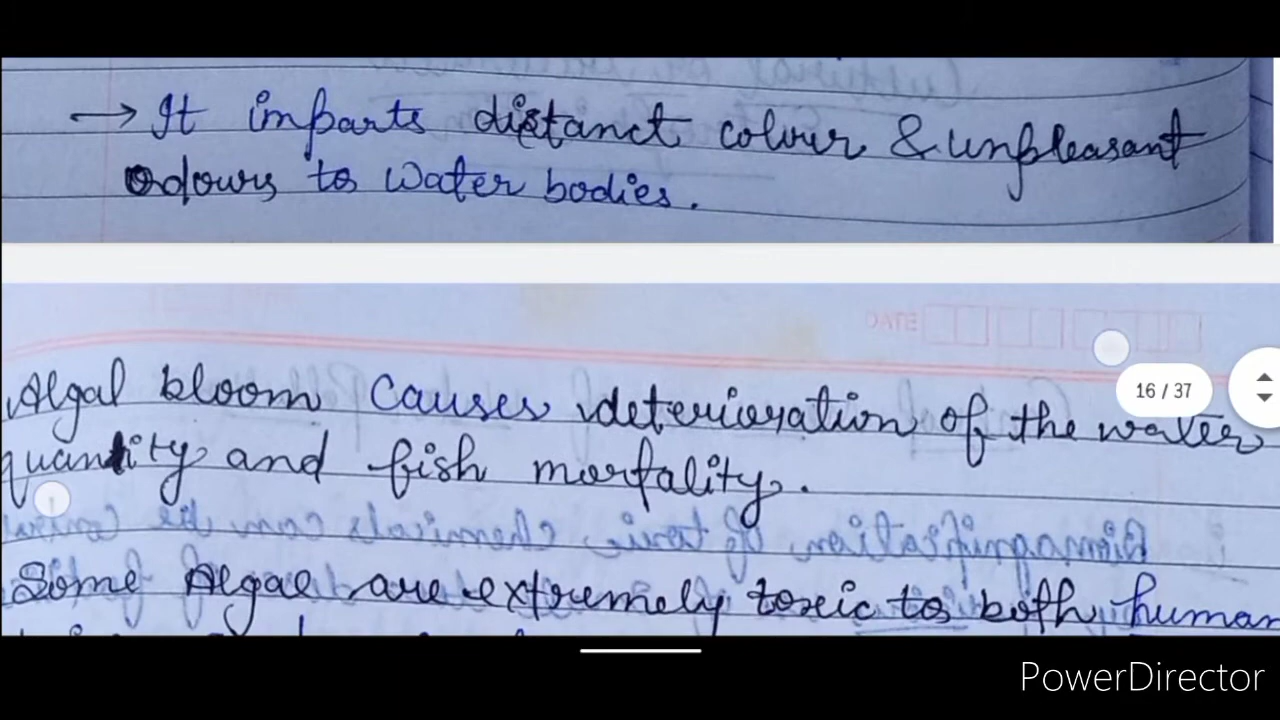 → It imparts distanct colour & unpleasant
Odours to water bodies.
DATE
16 / 37
Algal bloom causes deterioration of the water
quantity and fish mortality.
Some Algae are extremely toxic to both human
PowerDirector